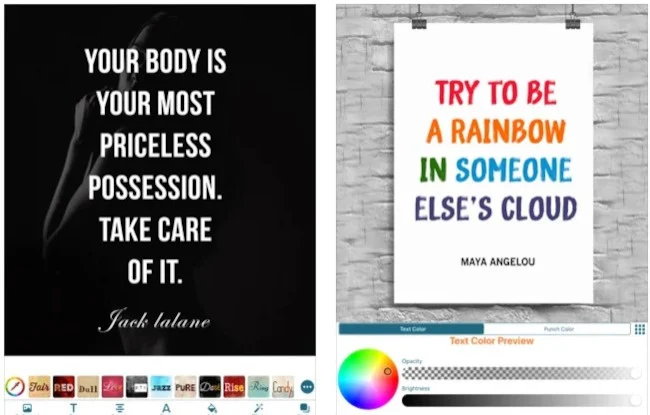 YOUR BODY IS
YOUR MOST
PRICELESS
POSSESSION.
TAKE CARE
OF IT.
Jack lalane
Fair
RED
Dull
Love
JAZZ
PURE
Dust
Rise
Ring
Candy
T
A
TRY TO BE
A RAINBOW
IN SOMEONE
ELSE'S CLOUD
MAYA ANGELOU
Text Color
Punch Color
Text Color Preview
Opacity
Brightness